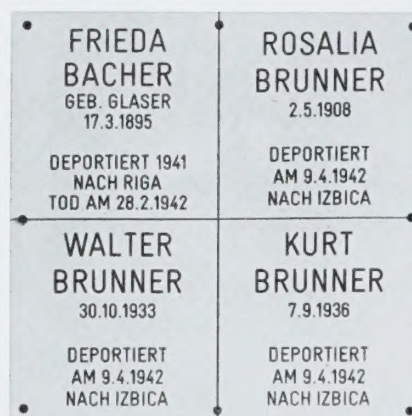 FRIEDA
BACHER
GEB. GLASER
17.3.1895
DEPORTIERT 1941
NACH RIGA
TOD AM 28.2.1942
ROSALIA
BRUNNER
2.5.1908
DEPORTIERT
AM 9.4.1942
NACH IZBICA
WALTER
BRUNNER
30.10.1933
DEPORTIERT
AM 9.4.1942
NACH IZBICA
KURT
BRUNNER
7.9.1936
DEPORTIERT
AM 9.4.1942
NACH IZBICA